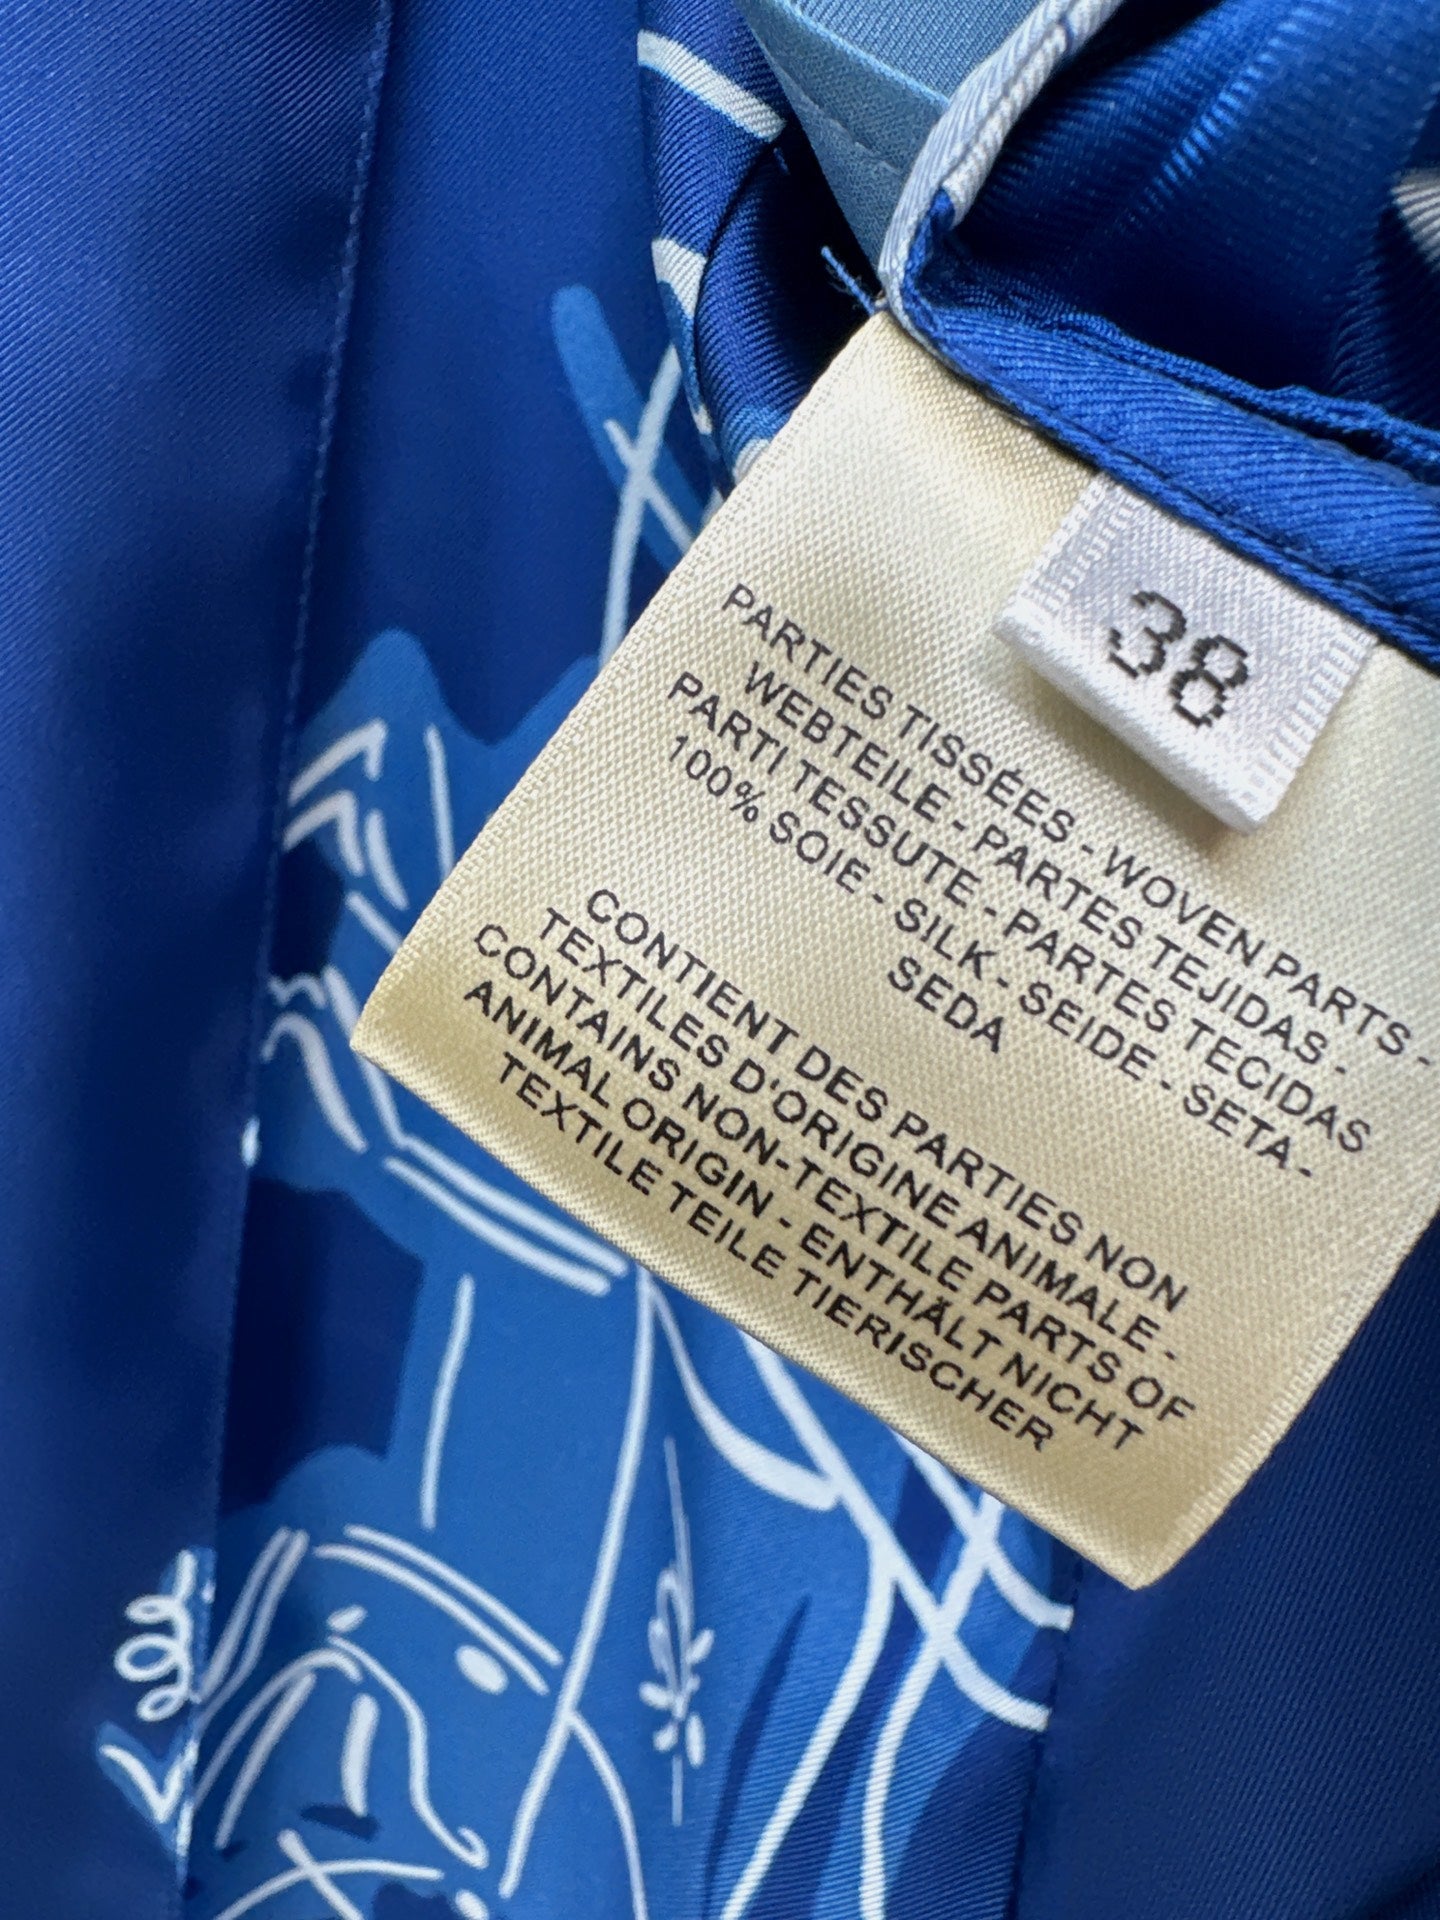 38
PARTIES TISSÉES - WOVEN PARTS -
WEBTEILE - PARTES TEJIDAS -
PARTI TESSUTE - PARTES TECIDAS
100% SOIE - SILK - SEIDE - SETA -
SEDA
CONTIENT DES PARTIES NON
TEXTILES D'ORIGINE ANIMALE -
CONTAINS NON-TEXTILE PARTS OF
ANIMAL ORIGIN - ENTHÄLT NICHT
TEXTILE TEILE TIERISCHER